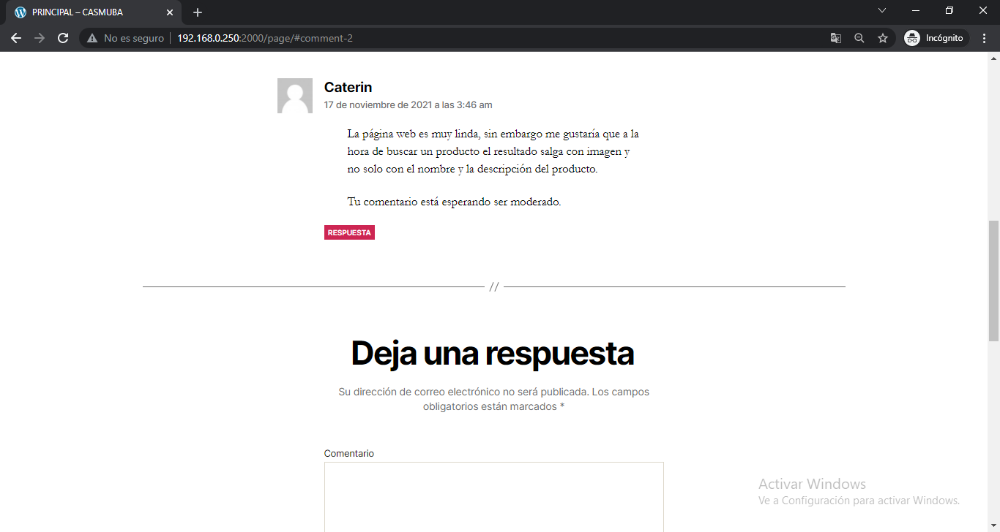 PRINCIPAL – CASMUBA
No es seguro 192.168.0.250:2000/page/#comment-2 Incógnito
Caterin
17 de noviembre de 2021 a las 3:46 am
La página web es muy linda, sin embargo me gustaría que a la
hora de buscar un producto el resultado salga con imagen y
no solo con el nombre y la descripción del producto.
Tu comentario está esperando ser moderado.
RESPUESTA
//
Deja una respuesta
Su dirección de correo electrónico no será publicada. Los campos
obligatorios están marcados *
Comentario
Activar Windows
Ve a Configuración para activar Windows.